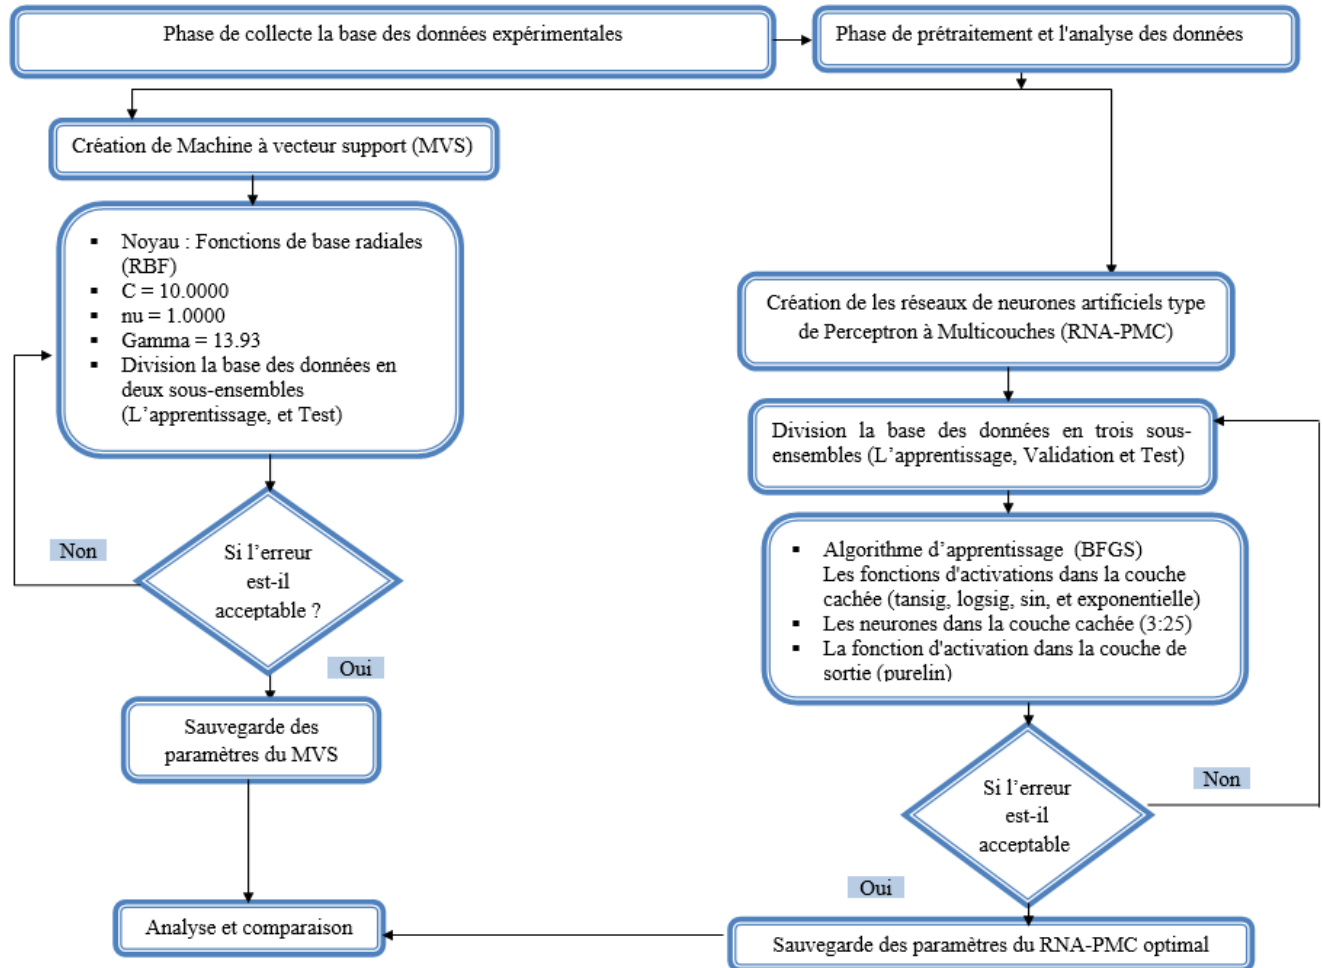 Phase de collecte la base des données expérimentales
Phase de prétraitement et l'analyse des données
Création de Machine à vecteur support (MVS)
▪ Noyau : Fonctions de base radiales
(RBF)
▪ C = 10.0000
▪ nu = 1.0000
▪ Gamma = 13.93
▪ Division la base des données en
deux sous-ensembles
(L’apprentissage, et Test)
Non
Si l’erreur
est-il
acceptable ?
Oui
Sauvegarde des
paramètres du MVS
Analyse et comparaison
Création de les réseaux de neurones artificiels type
de Perceptron à Multicouches (RNA-PMC)
Division la base des données en trois sous-
ensembles (L’apprentissage, Validation et Test)
▪ Algorithme d’apprentissage (BFGS)
Les fonctions d'activations dans la couche
cachée (tansig, logsig, sin, et exponentielle)
▪ Les neurones dans la couche cachée (3:25)
▪ La fonction d'activation dans la couche de
sortie (purelin)
Si l’erreur
est-il
acceptable
Non
Oui
Sauvegarde des paramètres du RNA-PMC optimal